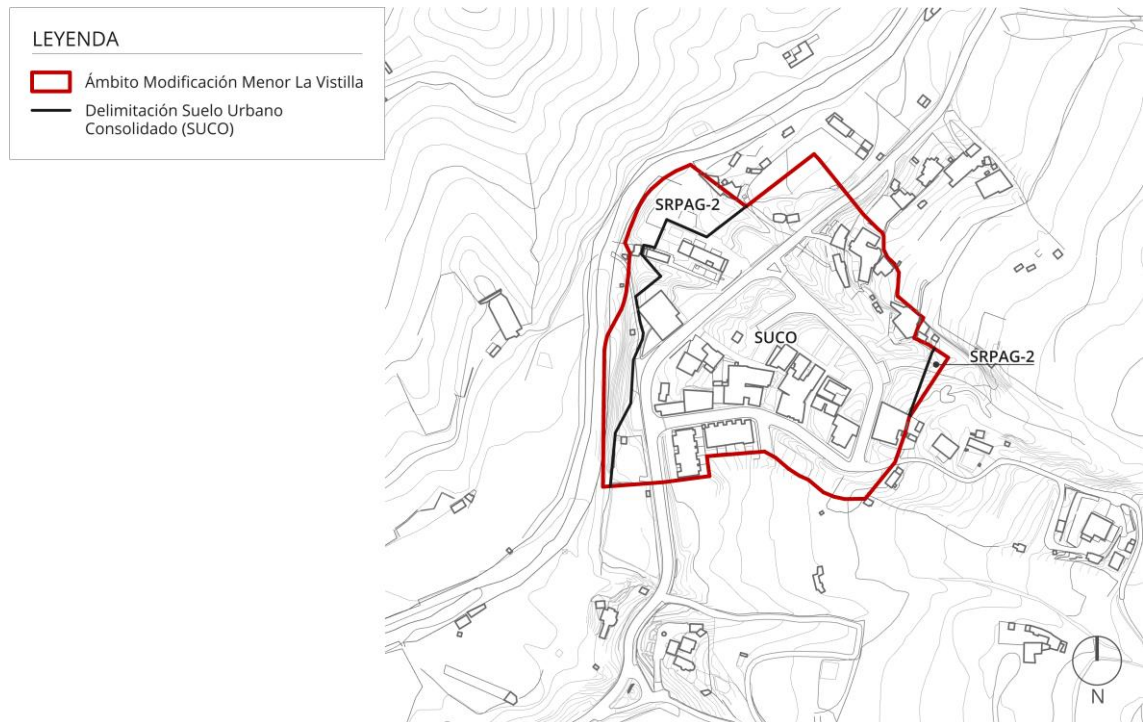 LEYENDA
Ámbito Modificación Menor La Vistilla
Delimitación Suelo Urbano
Consolidado (SUCO)
SRPAG-2
SUCO
SRPAG-2
N